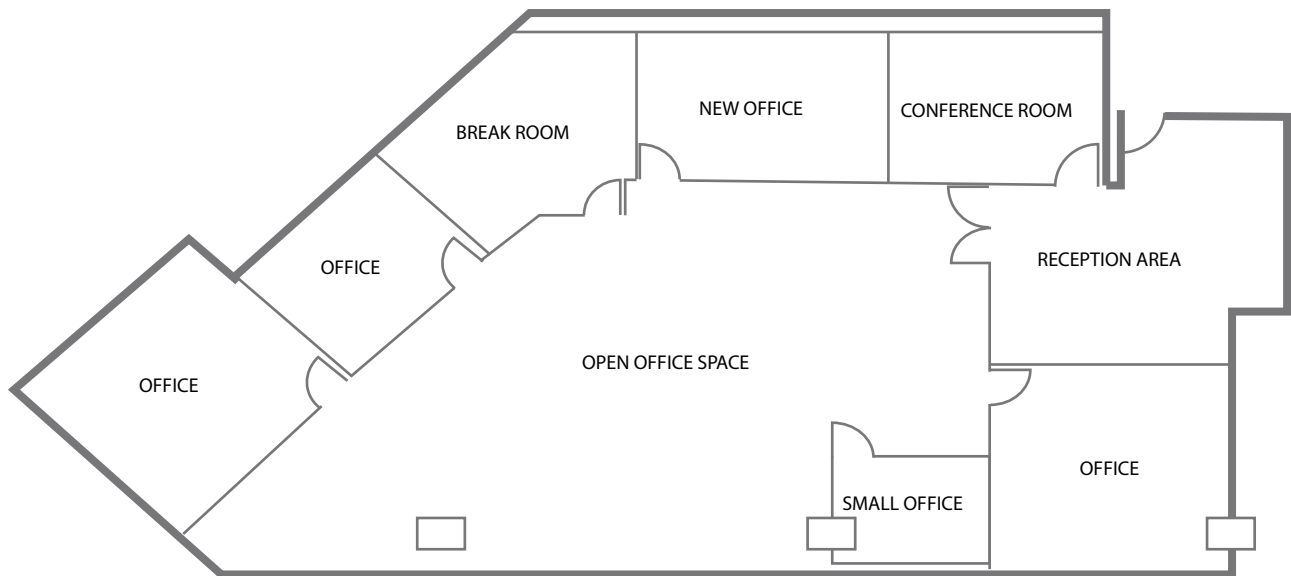 NEW OFFICE
CONFERENCE ROOM
BREAK ROOM
RECEPTION AREA
OFFICE
OPEN OFFICE SPACE
OFFICE
OFFICE
SMALL OFFICE